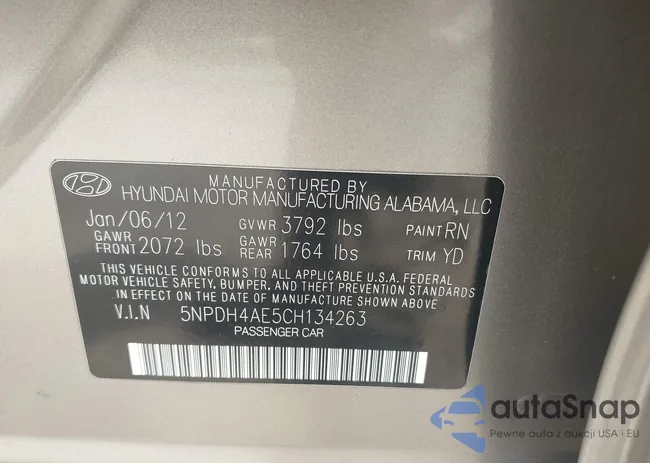 MANUFACTURED BY
HYUNDAI MOTOR MANUFACTURING ALABAMA, LLC
Jan/06/12 GVWR 3792 lbs PAINT RN
GAWR FRONT 2072 lbs GAWR REAR 1764 lbs TRIM YD
THIS VEHICLE CONFORMS TO ALL APPLICABLE U.S.A. FEDERAL
MOTOR VEHICLE SAFETY, BUMPER, AND THEFT PREVENTION STANDARDS
IN EFFECT ON THE DATE OF MANUFACTURE SHOWN ABOVE
V.I.N 5NPDH4AE5CH134263
PASSENGER CAR
autaSnap
Pewne auta z aukcji USA i EU